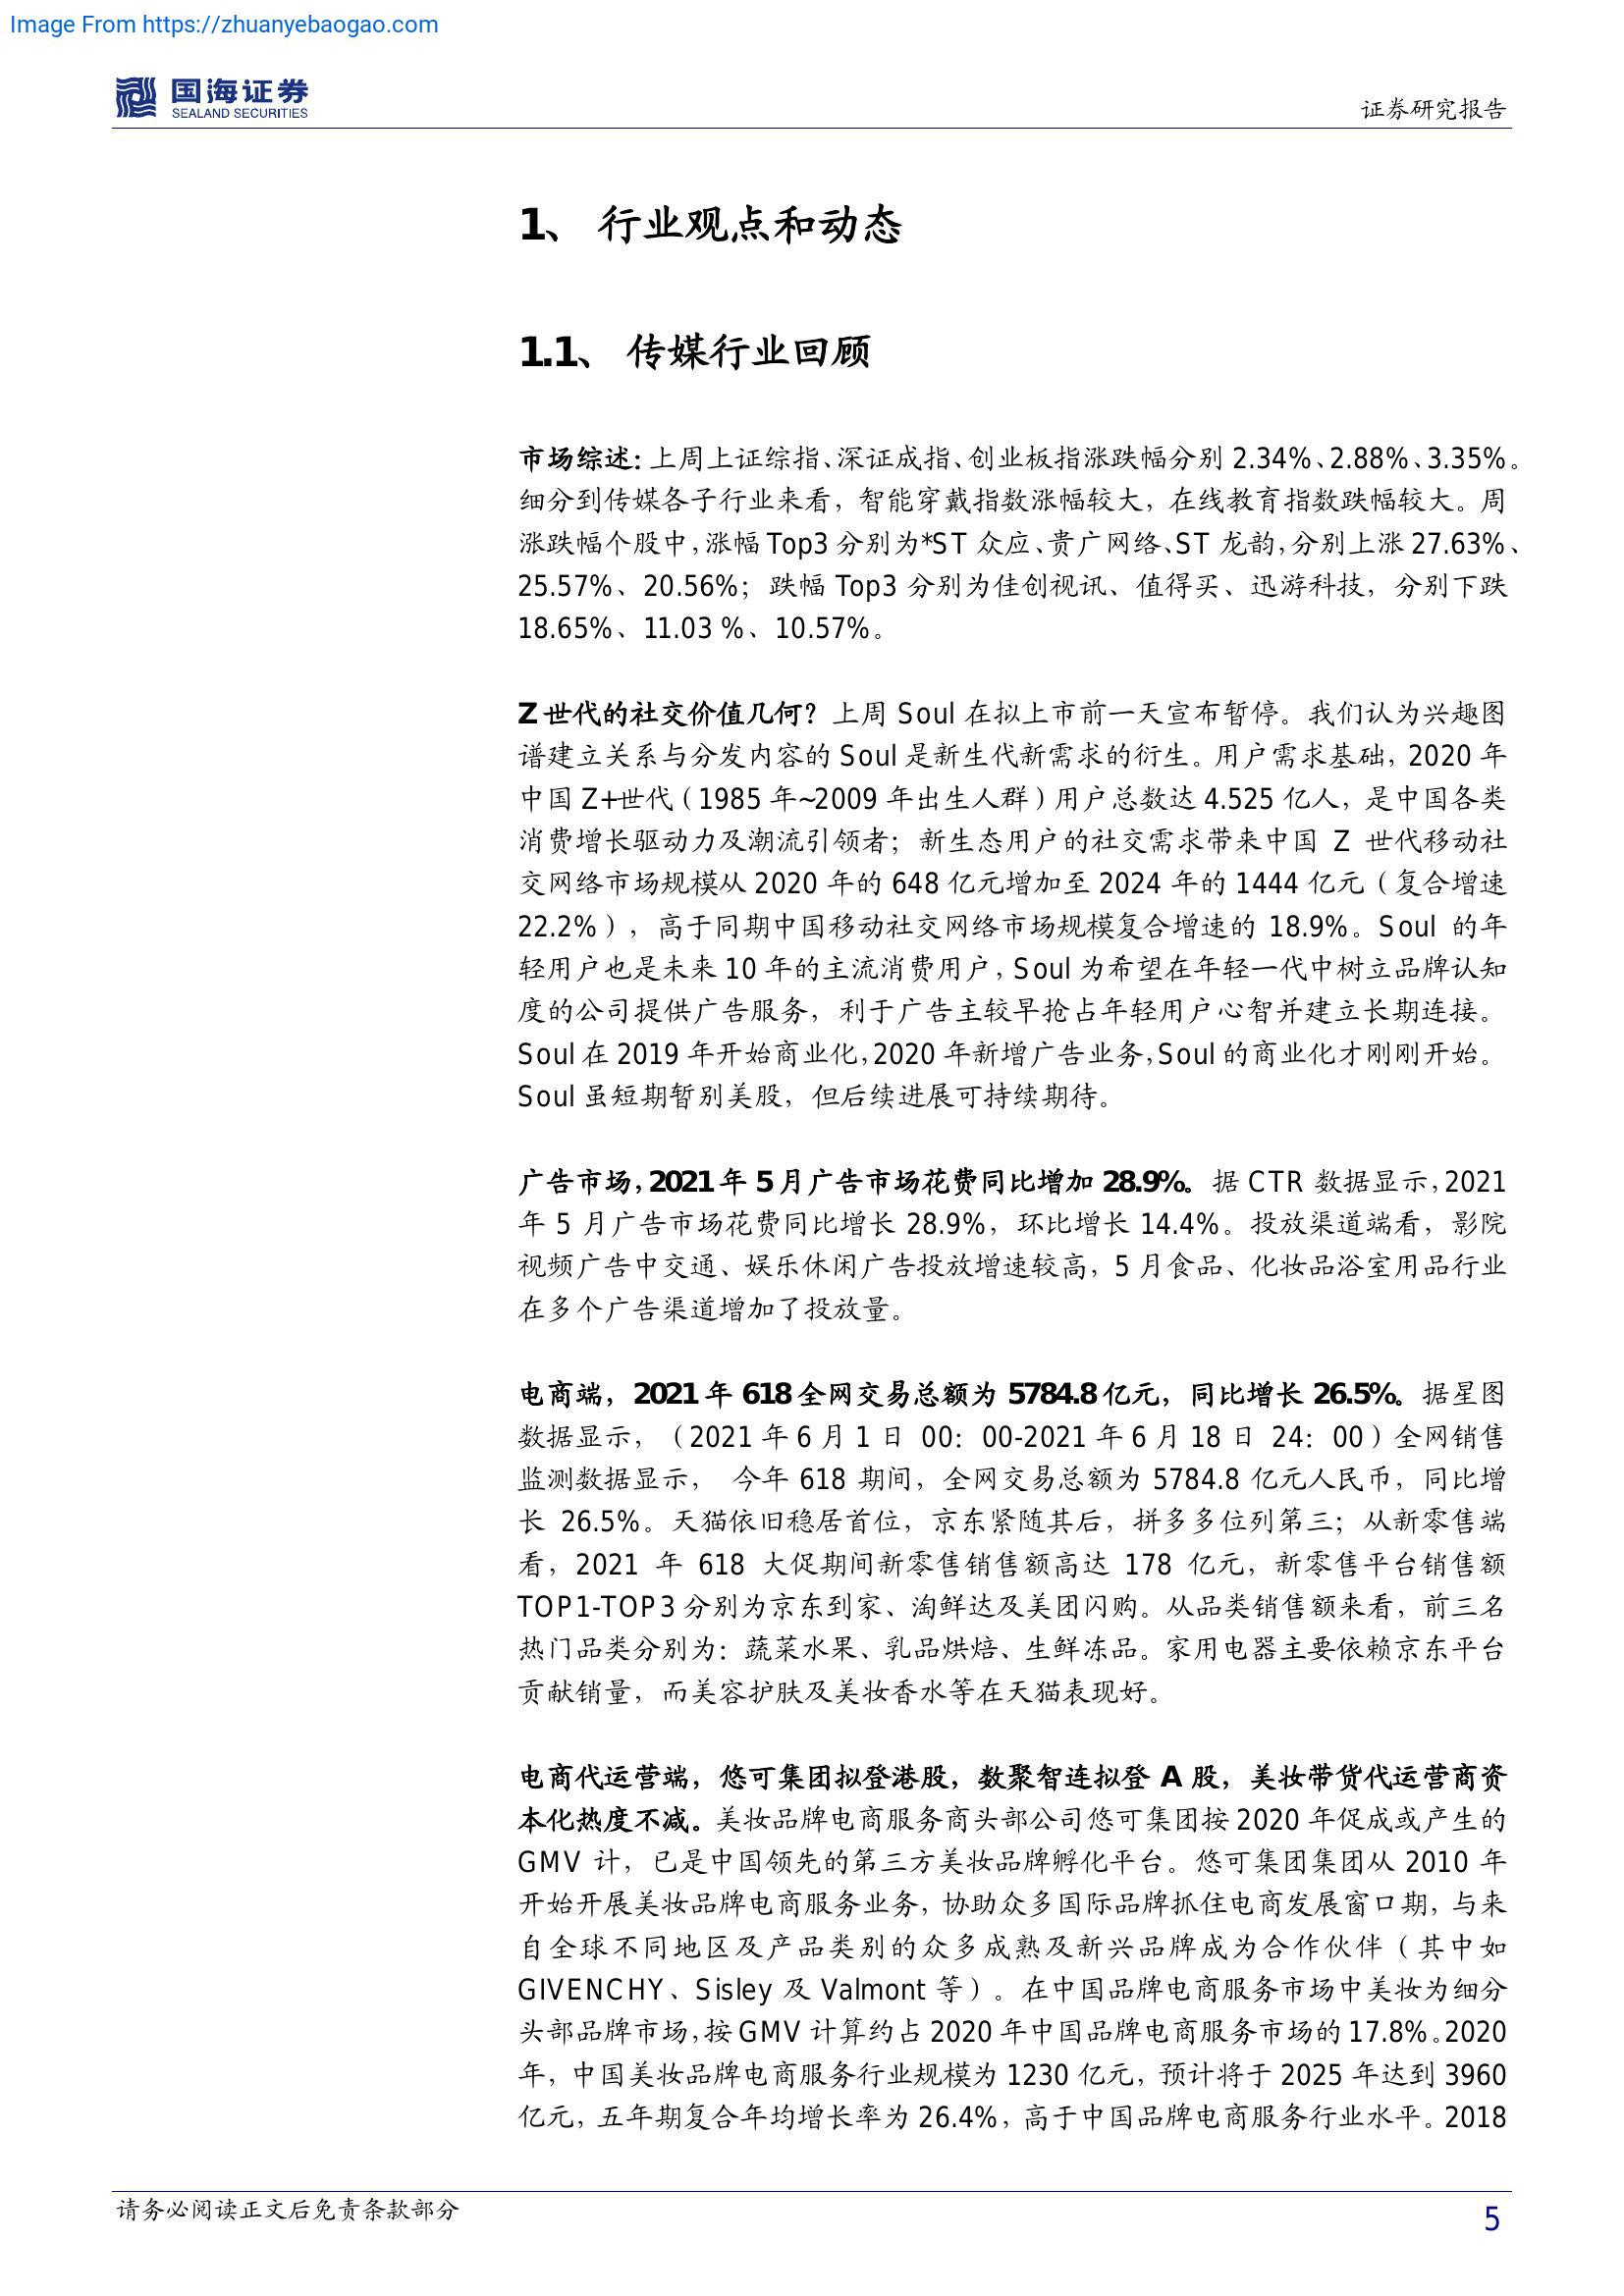 Image From https://zhuanyebaogao.com
国海证券
SEALAND SECURITIES
证券研究报告
1、 行业观点和动态
1.1、 传媒行业回顾
市场综述：上周上证综指、深证成指、创业板指涨跌幅分别 2.34%、2.88%、3.35%。
细分到传媒各子行业来看，智能穿戴指数涨幅较大，在线教育指数跌幅较大。周
涨跌幅个股中，涨幅 Top3 分别为*ST 众应、贵广网络、ST 龙韵，分别上涨 27.63%、
25.57%、20.56%；跌幅 Top3 分别为佳创视讯、值得买、迅游科技，分别下跌
18.65%、11.03 %、10.57%。
Z 世代的社交价值几何？上周 Soul 在拟上市前一天宣布暂停。我们认为兴趣图
谱建立关系与分发内容的 Soul 是新生代新需求的衍生。用户需求基础，2020 年
中国 Z+世代（1985 年~2009 年出生人群）用户总数达 4.525 亿人，是中国各类
消费增长驱动力及潮流引领者；新生态用户的社交需求带来中国 Z 世代移动社
交网络市场规模从 2020 年的 648 亿元增加至 2024 年的 1444 亿元（复合增速
22.2%），高于同期中国移动社交网络市场规模复合增速的 18.9%。Soul 的年
轻用户也是未来 10 年的主流消费用户，Soul 为希望在年轻一代中树立品牌认知
度的公司提供广告服务，利于广告主较早抢占年轻用户心智并建立长期连接。
Soul 在 2019 年开始商业化，2020 年新增广告业务，Soul 的商业化才刚刚开始。
Soul 虽短期暂别美股，但后续进展可持续期待。
广告市场，2021 年 5 月广告市场花费同比增加 28.9%。据 CTR 数据显示，2021
年 5 月广告市场花费同比增长 28.9%，环比增长 14.4%。投放渠道端看，影院
视频广告中交通、娱乐休闲广告投放增速较高，5 月食品、化妆品浴室用品行业
在多个广告渠道增加了投放量。
电商端，2021 年 618 全网交易总额为 5784.8 亿元，同比增长 26.5%。据星图
数据显示，（2021 年 6 月 1 日 00：00-2021 年 6 月 18 日 24：00）全网销售
监测数据显示， 今年 618 期间，全网交易总额为 5784.8 亿元人民币，同比增
长 26.5%。天猫依旧稳居首位，京东紧随其后，拼多多位列第三；从新零售端
看，2021 年 618 大促期间新零售销售额高达 178 亿元，新零售平台销售额
TOP1-TOP3 分别为京东到家、淘鲜达及美团闪购。从品类销售额来看，前三名
热门品类分别为：蔬菜水果、乳品烘焙、生鲜冻品。家用电器主要依赖京东平台
贡献销量，而美容护肤及美妆香水等在天猫表现好。
电商代运营端，悠可集团拟登港股，数聚智连拟登 A 股，美妆带货代运营商资
本化热度不减。美妆品牌电商服务商头部公司悠可集团按 2020 年促成或产生的
GMV 计，已是中国领先的第三方美妆品牌孵化平台。悠可集团集团从 2010 年
开始开展美妆品牌电商服务业务，协助众多国际品牌抓住电商发展窗口期，与来
自全球不同地区及产品类别的众多成熟及新兴品牌成为合作伙伴（其中如
GIVENCHY、Sisley 及 Valmont 等）。在中国品牌电商服务市场中美妆为细分
头部品牌市场，按 GMV 计算约占 2020 年中国品牌电商服务市场的 17.8%。2020
年，中国美妆品牌电商服务行业规模为 1230 亿元，预计将于 2025 年达到 3960
亿元，五年期复合年均增长率为 26.4%，高于中国品牌电商服务行业水平。2018
请务必阅读正文后免责条款部分
5